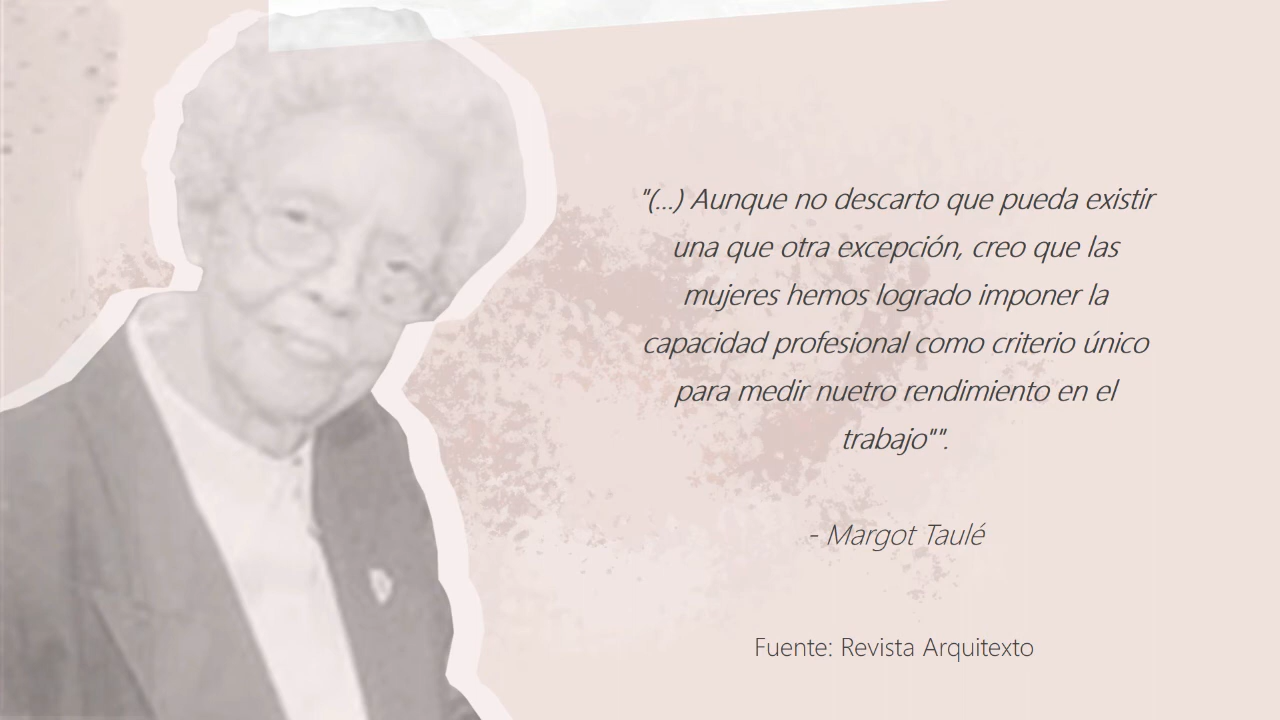 "(...) Aunque no descarto que pueda existir
una que otra excepción, creo que las
mujeres hemos logrado imponer la
capacidad profesional como criterio único
para medir nuetro rendimiento en el
trabajo"".
- Margot Taulé
Fuente: Revista Arquitexto